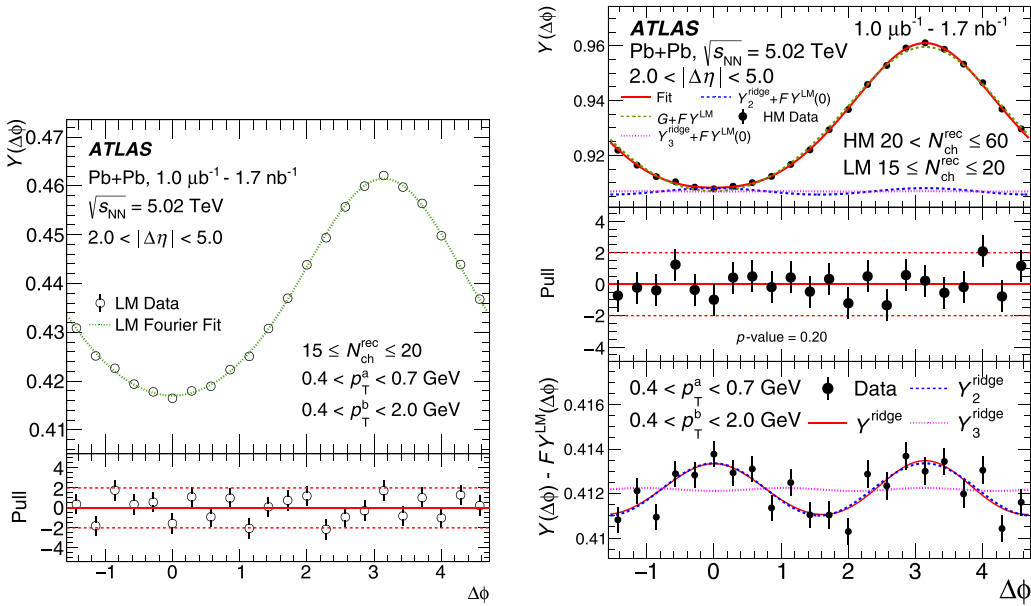 Y(Δϕ)
0.47
0.46
0.45
0.44
0.43
0.42
0.41
ATLAS
Pb+Pb, 1.0 μb⁻¹ - 1.7 nb⁻¹
√sNN = 5.02 TeV
2.0 < |Δη| < 5.0
LM Data
LM Fourier Fit
15 ≤ N_ch^rec ≤ 20
0.4 < p_T^a < 0.7 GeV
0.4 < p_T^b < 2.0 GeV
Pull
4
2
0
−2
−4
−1 0 1 2 3 4
Δϕ
Y(Δϕ)
0.96
0.94
0.92
ATLAS 1.0 μb⁻¹ - 1.7 nb⁻¹
Pb+Pb, √sNN = 5.02 TeV
2.0 < |Δη| < 5.0
Fit Y_2^ridge+FY^LM(0)
G+FY^LM HM Data
Y_3^ridge+FY^LM(0)
HM 20 < N_ch^rec ≤ 60
LM 15 ≤ N_ch^rec ≤ 20
Pull
4
2
0
−2
−4
p-value = 0.20
Y(Δϕ) - FY^LM(Δϕ)
0.416
0.414
0.412
0.41
0.4 < p_T^a < 0.7 GeV Data Y_2^ridge
0.4 < p_T^b < 2.0 GeV Y^ridge Y_3^ridge
−1 0 1 2 3 4
Δϕ